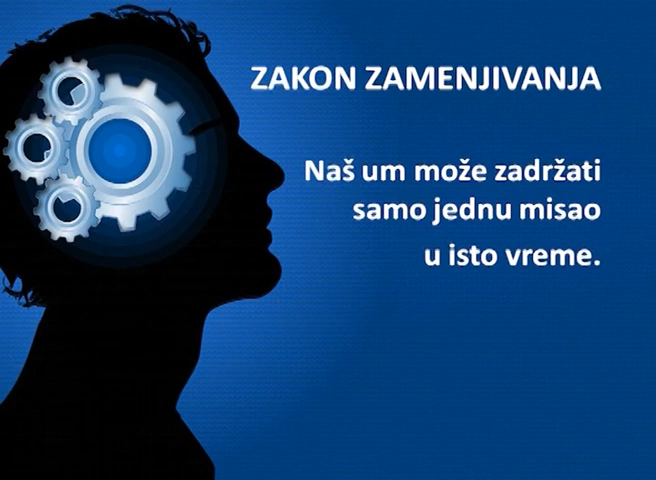 ZAKON ZAMENJIVANJA
Naš um može zadržati
samo jednu misao
u isto vreme.